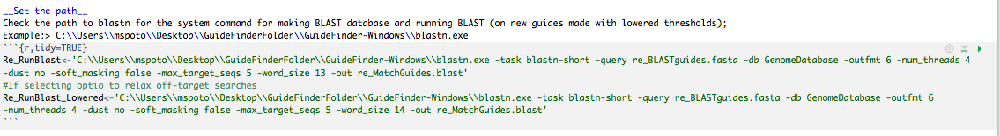 __Set the path__
Check the path to blastn for the system command for making BLAST database and running BLAST (on new guides made with lowered thresholds);
Example:> C:\\Users\\mspoto\\Desktop\\GuideFinderFolder\\GuideFinder-Windows\\blastn.exe
```{r,tidy=TRUE}
Re_RunBlast<-'C:\\Users\\mspoto\\Desktop\\GuideFinderFolder\\GuideFinder-Windows\\blastn.exe -task blastn-short -query re_BLASTguides.fasta -db GenomeDatabase -outfmt 6 -num_threads 4
-dust no -soft_masking false -max_target_seqs 5 -word_size 13 -out re_MatchGuides.blast'
#If selecting optio to relax off-target searches
Re_RunBlast_Lowered<-'C:\\Users\\mspoto\\Desktop\\GuideFinderFolder\\GuideFinder-Windows\\blastn.exe -task blastn-short -query re_BLASTguides.fasta -db GenomeDatabase -outfmt 6
-num_threads 4 -dust no -soft_masking false -max_target_seqs 5 -word_size 14 -out re_MatchGuides.blast'
```